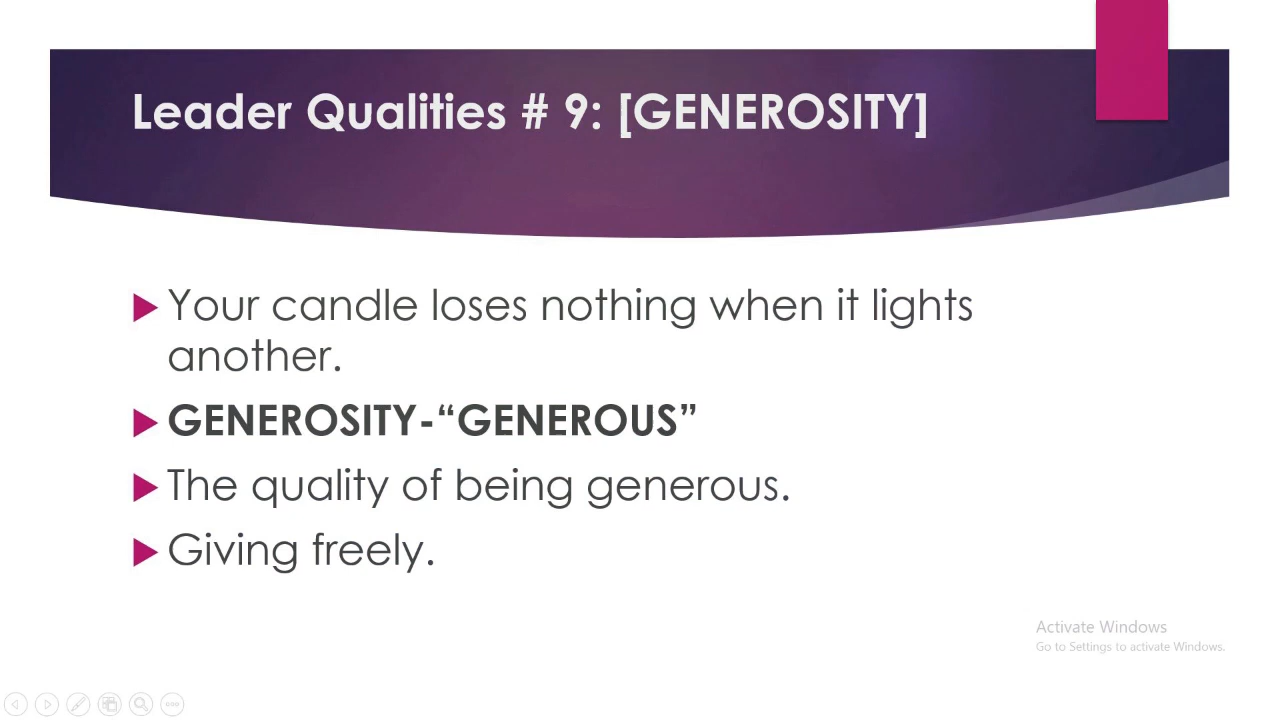 Leader Qualities # 9: [GENEROSITY]
Your candle loses nothing when it lights
another.
GENEROSITY-“GENEROUS”
The quality of being generous.
Giving freely.
Activate Windows
Go to Settings to activate Windows.